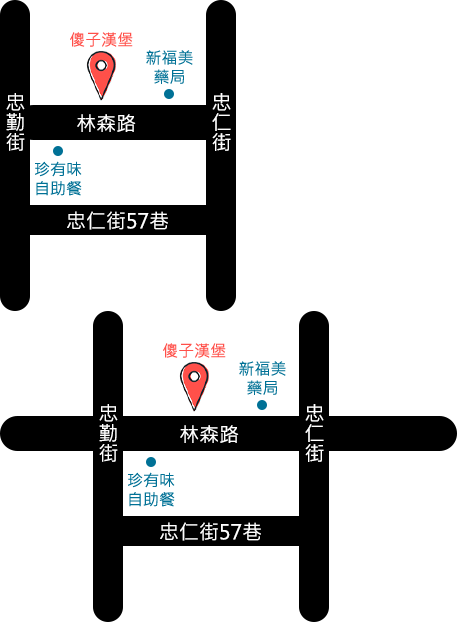 傻子漢堡
新福美
藥局
忠勤街
林森路
忠仁街
珍有味
自助餐
忠仁街57巷
傻子漢堡
新福美
藥局
忠勤街
林森路
忠仁街
珍有味
自助餐
忠仁街57巷